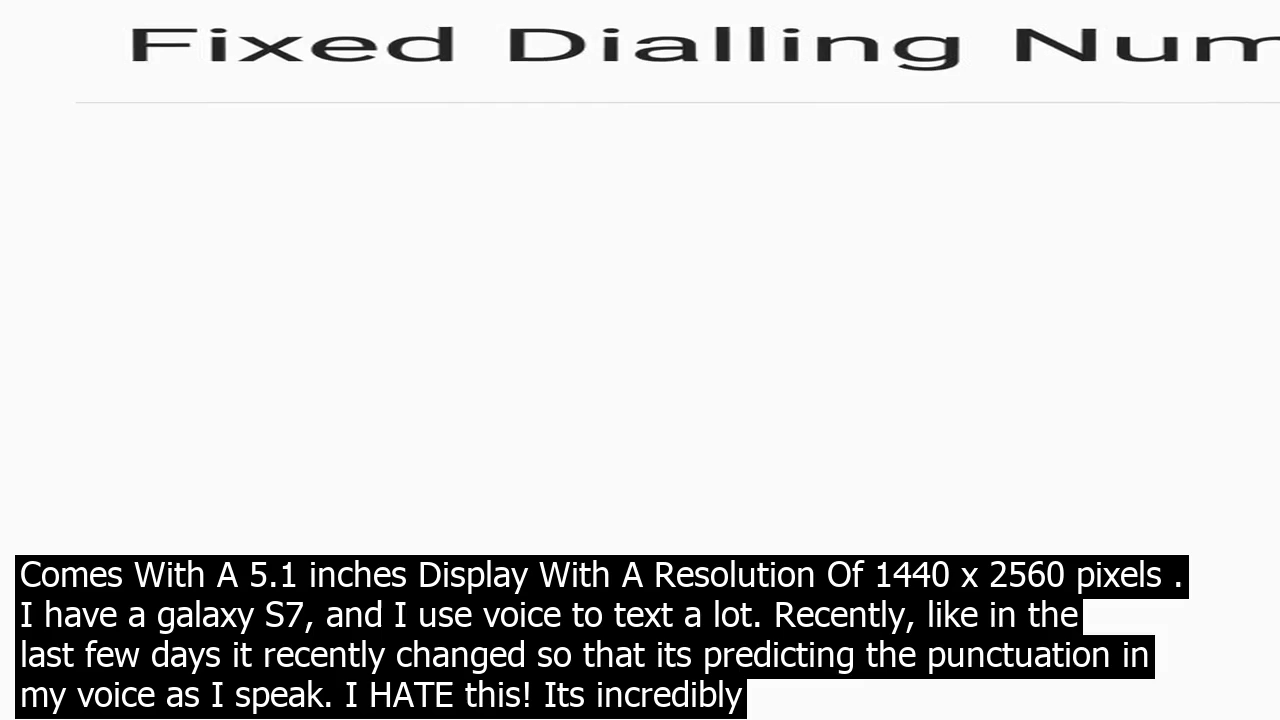 Fixed Dialling Num
Comes With A 5.1 inches Display With A Resolution Of 1440 x 2560 pixels .
I have a galaxy S7, and I use voice to text a lot. Recently, like in the
last few days it recently changed so that its predicting the punctuation in
my voice as I speak. I HATE this! Its incredibly